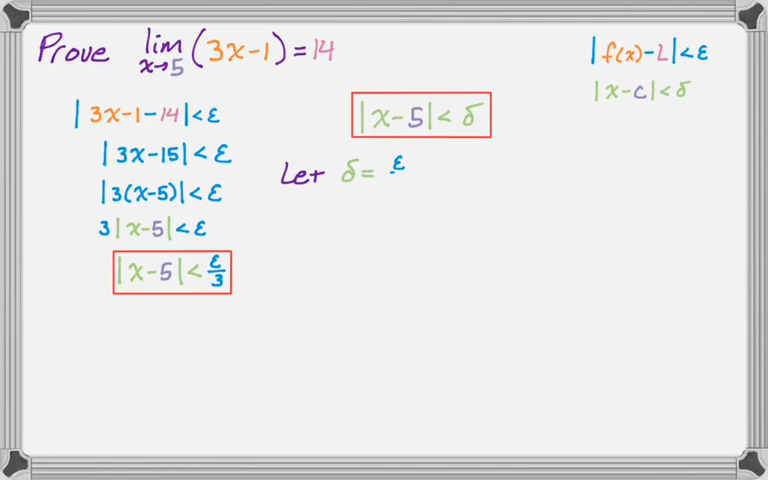 Prove lim x→5 (3x-1) = 14
|f(x)-L| < ε
|x-c| < δ
|3x-1-14| < ε
|3x-15| < ε
|3(x-5)| < ε
3|x-5| < ε
|x-5| < ε/3
|x-5| < δ
Let δ = ε